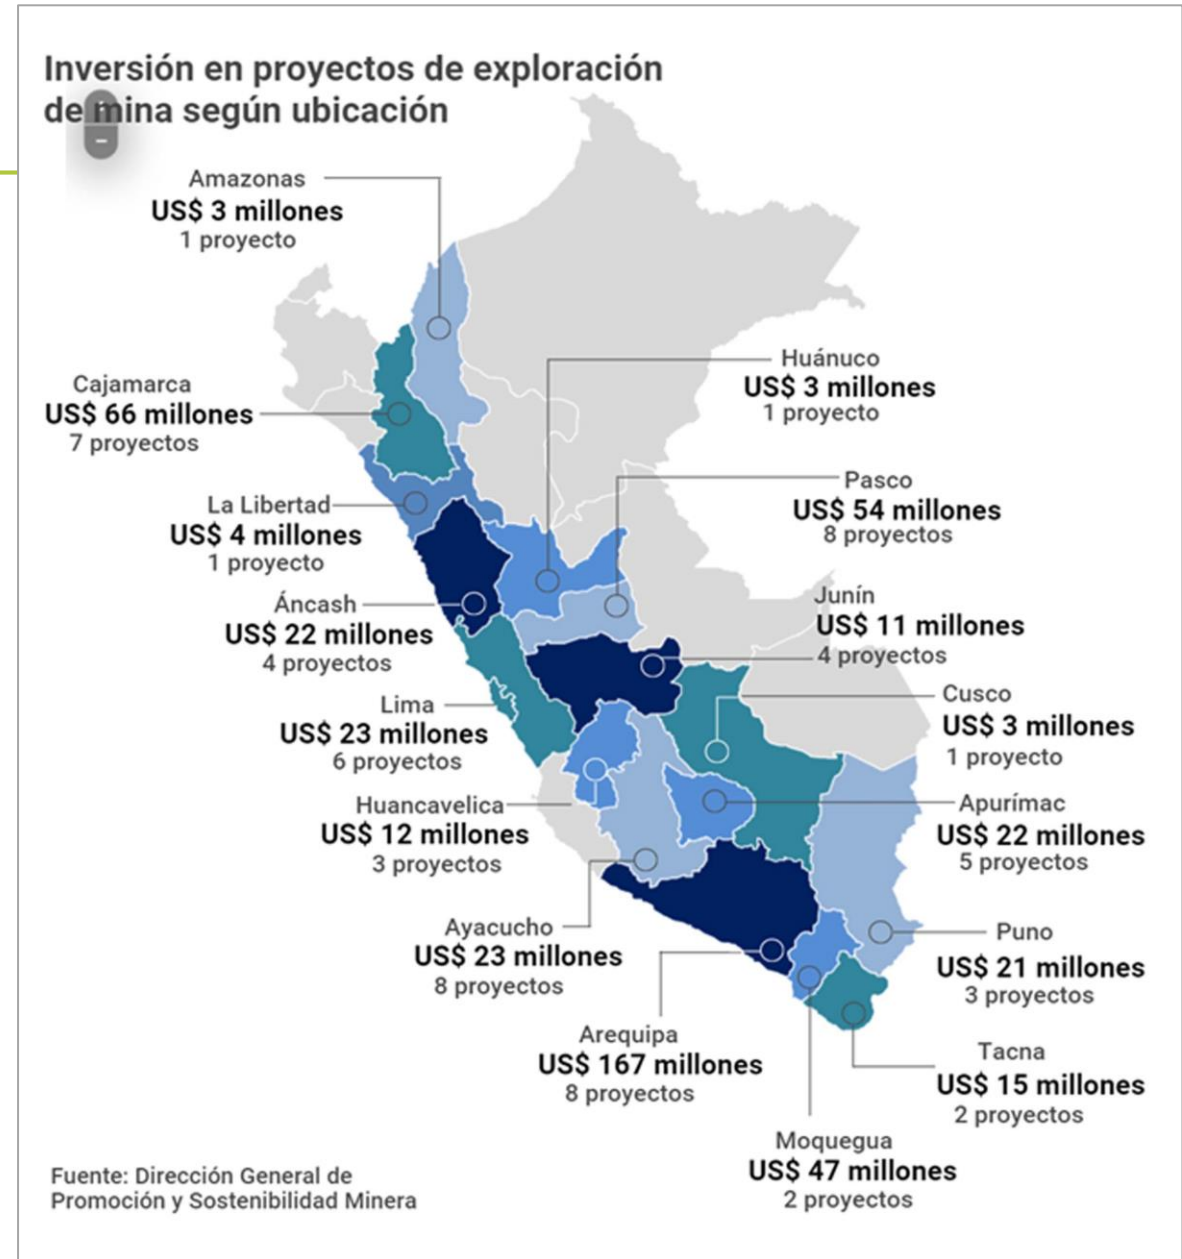 Inversión en proyectos de exploración
de mina según ubicación
+
−
Amazonas
US$ 3 millones
1 proyecto
Cajamarca
US$ 66 millones
7 proyectos
La Libertad
US$ 4 millones
1 proyecto
Áncash
US$ 22 millones
4 proyectos
Lima
US$ 23 millones
6 proyectos
Huancavelica
US$ 12 millones
3 proyectos
Ayacucho
US$ 23 millones
8 proyectos
Arequipa
US$ 167 millones
8 proyectos
Huánuco
US$ 3 millones
1 proyecto
Pasco
US$ 54 millones
8 proyectos
Junín
US$ 11 millones
4 proyectos
Cusco
US$ 3 millones
1 proyecto
Apurímac
US$ 22 millones
5 proyectos
Puno
US$ 21 millones
3 proyectos
Tacna
US$ 15 millones
2 proyectos
Moquegua
US$ 47 millones
2 proyectos
Fuente: Dirección General de
Promoción y Sostenibilidad Minera